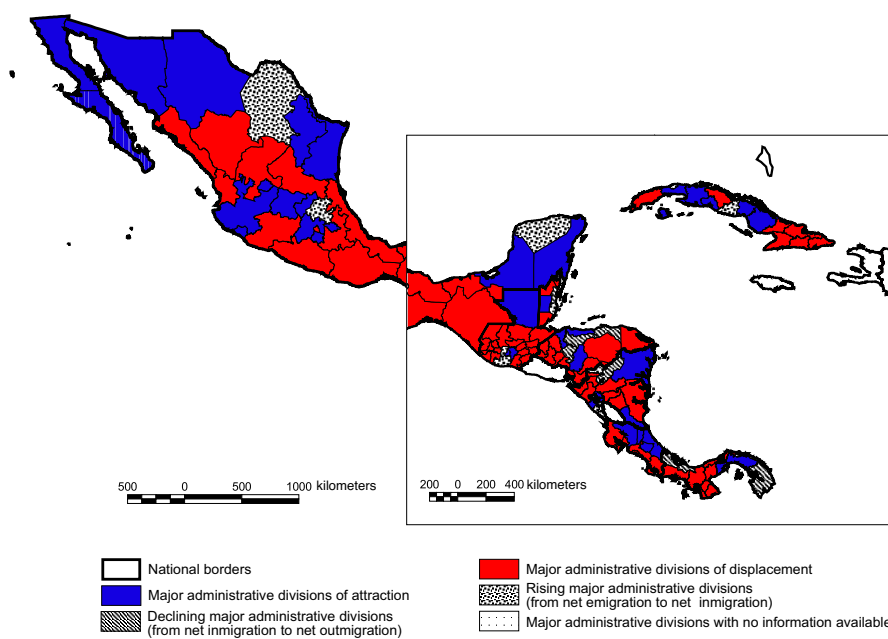 500 0 500 1000 kilometers
200 0 200 400 kilometers
National borders
Major administrative divisions of attraction
Declining major administrative divisions
(from net inmigration to net outmigration)
Major administrative divisions of displacement
Rising major administrative divisions
(from net emigration to net inmigration)
Major administrative divisions with no information available